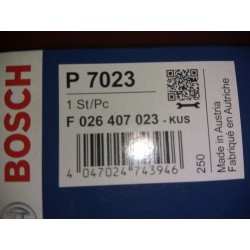 BOSCH
P 7023
1 St/Pc
F 026 407 023 - KUS
4 047024 743946
250
Made in Austria
Fabriqué en Autriche